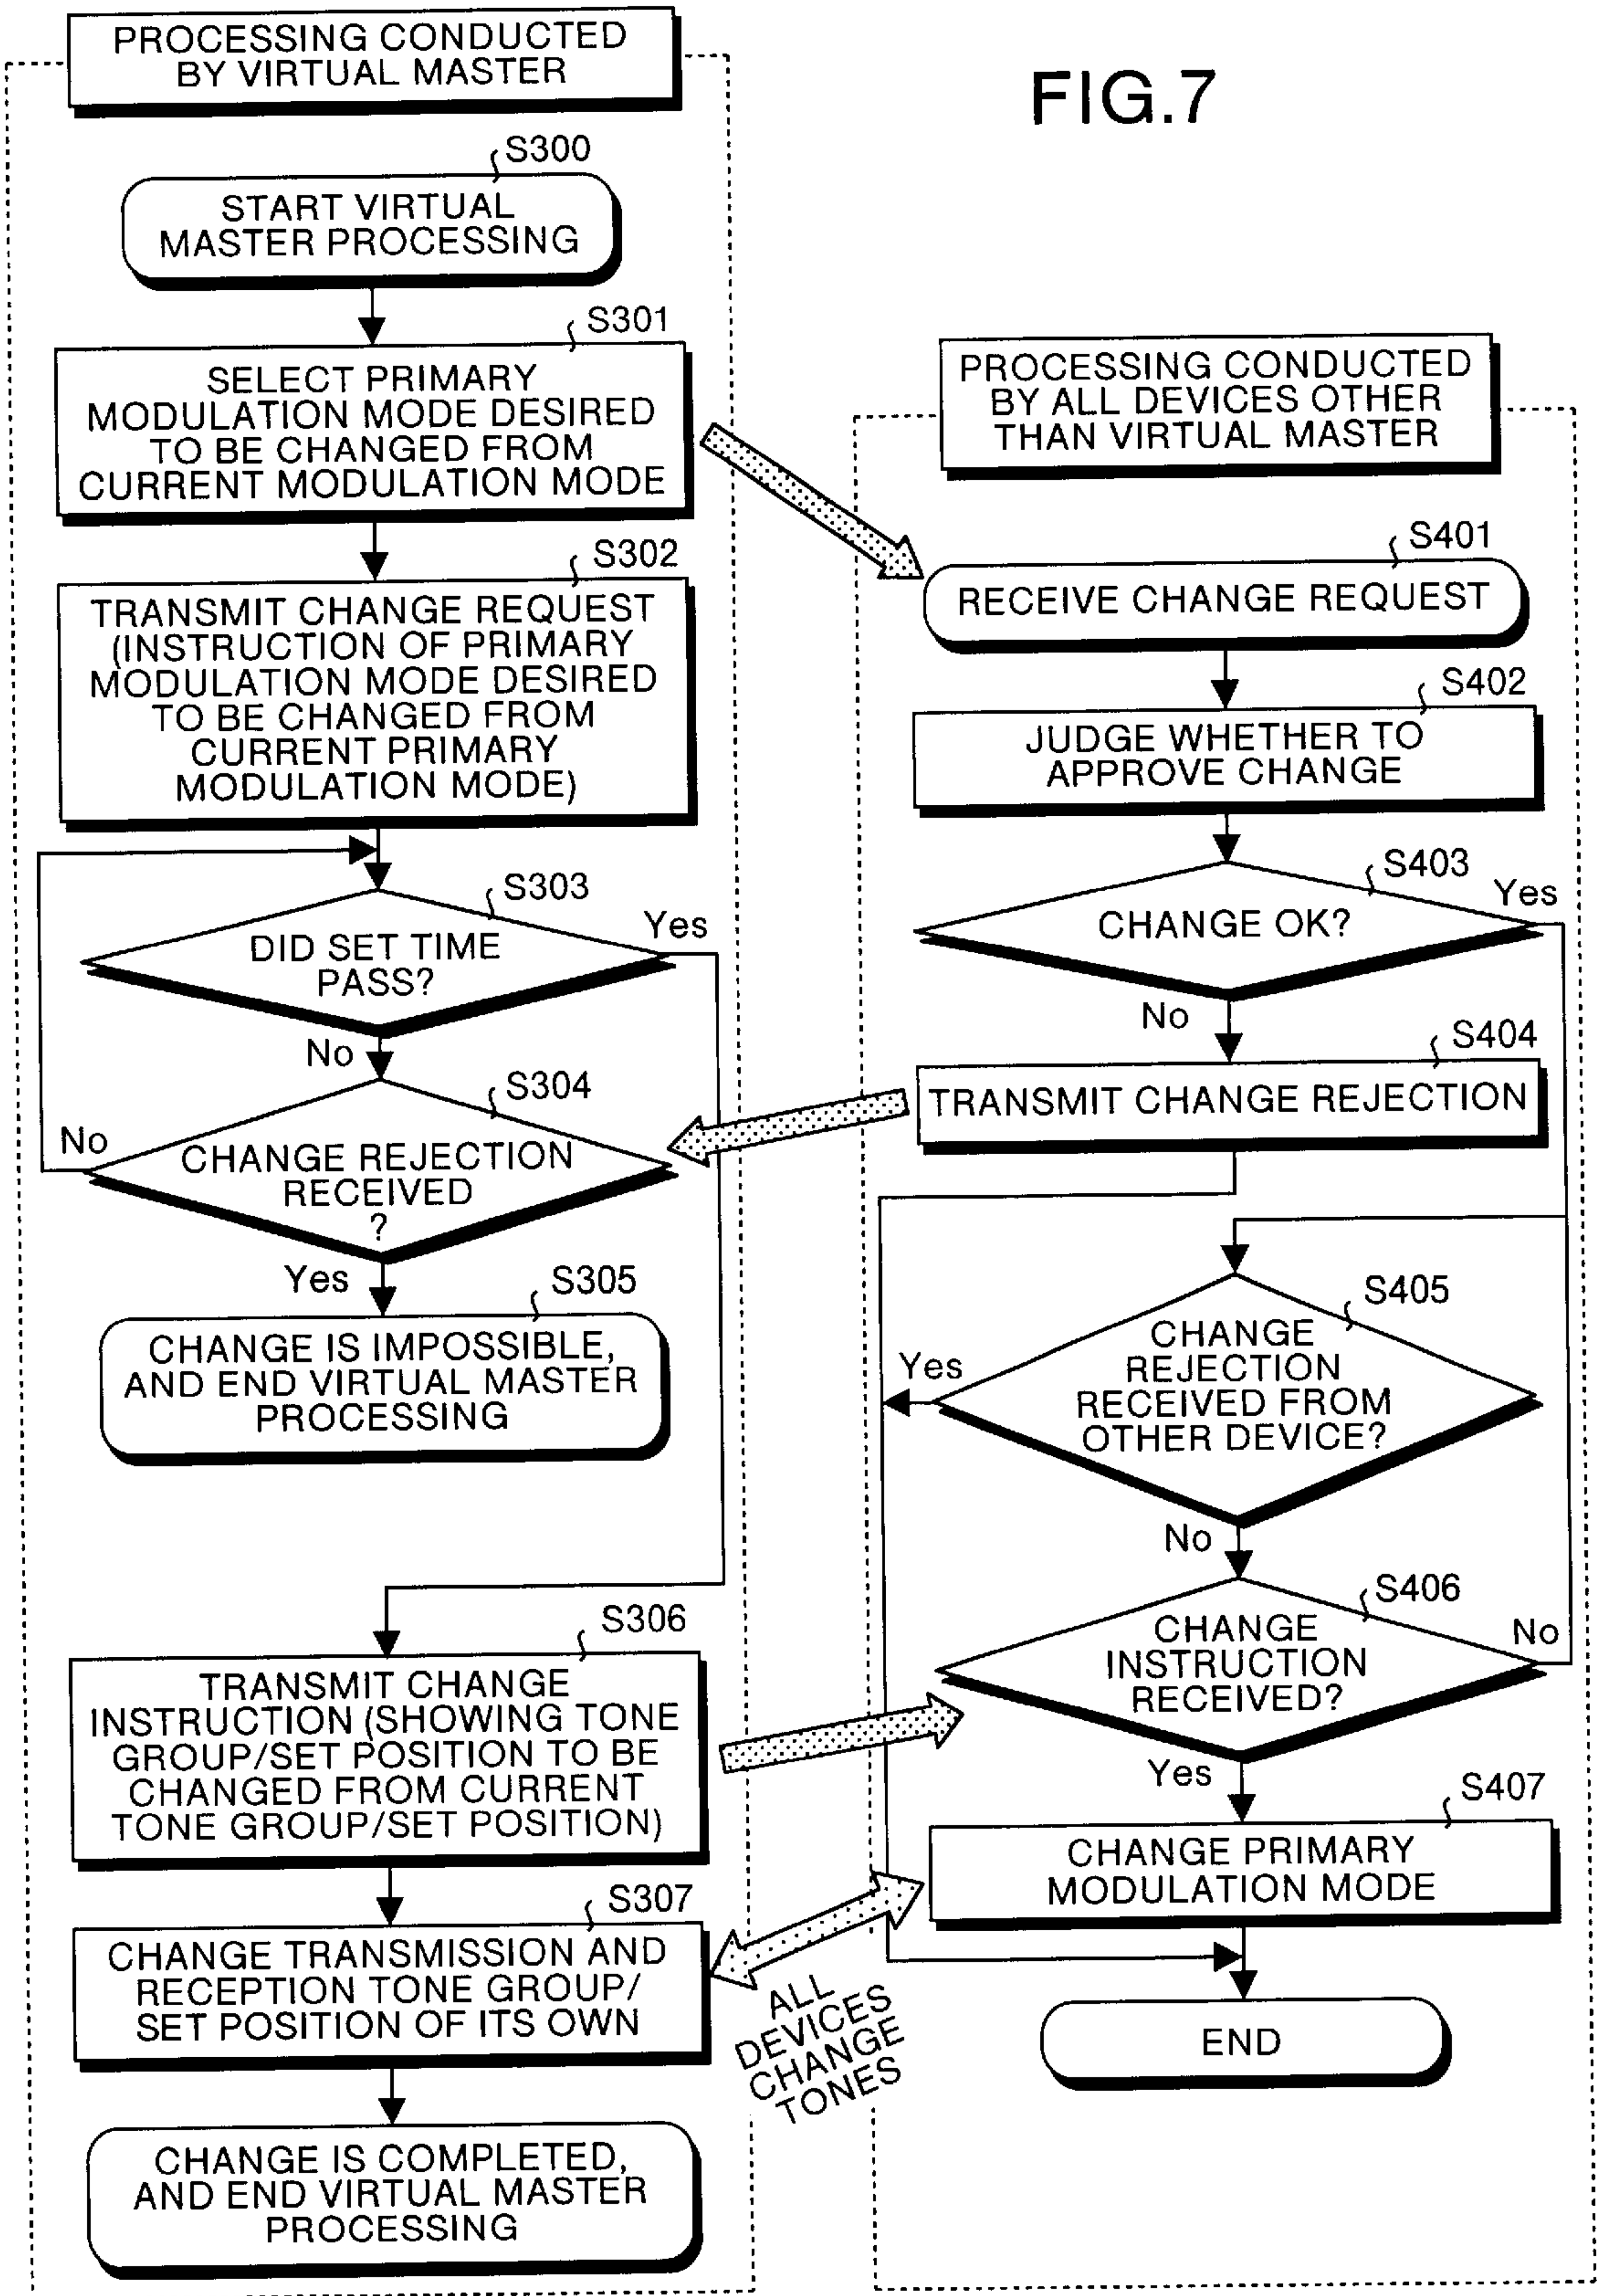 PROCESSING CONDUCTED
BY VIRTUAL MASTER
FIG.7
S300
START VIRTUAL
MASTER PROCESSING
S301
SELECT PRIMARY
MODULATION MODE DESIRED
TO BE CHANGED FROM
CURRENT MODULATION MODE
S302
TRANSMIT CHANGE REQUEST
(INSTRUCTION OF PRIMARY
MODULATION MODE DESIRED
TO BE CHANGED FROM
CURRENT PRIMARY
MODULATION MODE)
S303
DID SET TIME
PASS?
Yes
No
S304
CHANGE REJECTION
RECEIVED
?
No
Yes
S305
CHANGE IS IMPOSSIBLE,
AND END VIRTUAL MASTER
PROCESSING
S306
TRANSMIT CHANGE
INSTRUCTION (SHOWING TONE
GROUP/SET POSITION TO BE
CHANGED FROM CURRENT
TONE GROUP/SET POSITION)
S307
CHANGE TRANSMISSION AND
RECEPTION TONE GROUP/
SET POSITION OF ITS OWN
CHANGE IS COMPLETED,
AND END VIRTUAL MASTER
PROCESSING
ALL
DEVICES
CHANGE
TONES
PROCESSING CONDUCTED
BY ALL DEVICES OTHER
THAN VIRTUAL MASTER
S401
RECEIVE CHANGE REQUEST
S402
JUDGE WHETHER TO
APPROVE CHANGE
S403
CHANGE OK?
Yes
No
S404
TRANSMIT CHANGE REJECTION
S405
CHANGE
REJECTION
RECEIVED FROM
OTHER DEVICE?
Yes
No
S406
CHANGE
INSTRUCTION
RECEIVED?
No
Yes
S407
CHANGE PRIMARY
MODULATION MODE
END